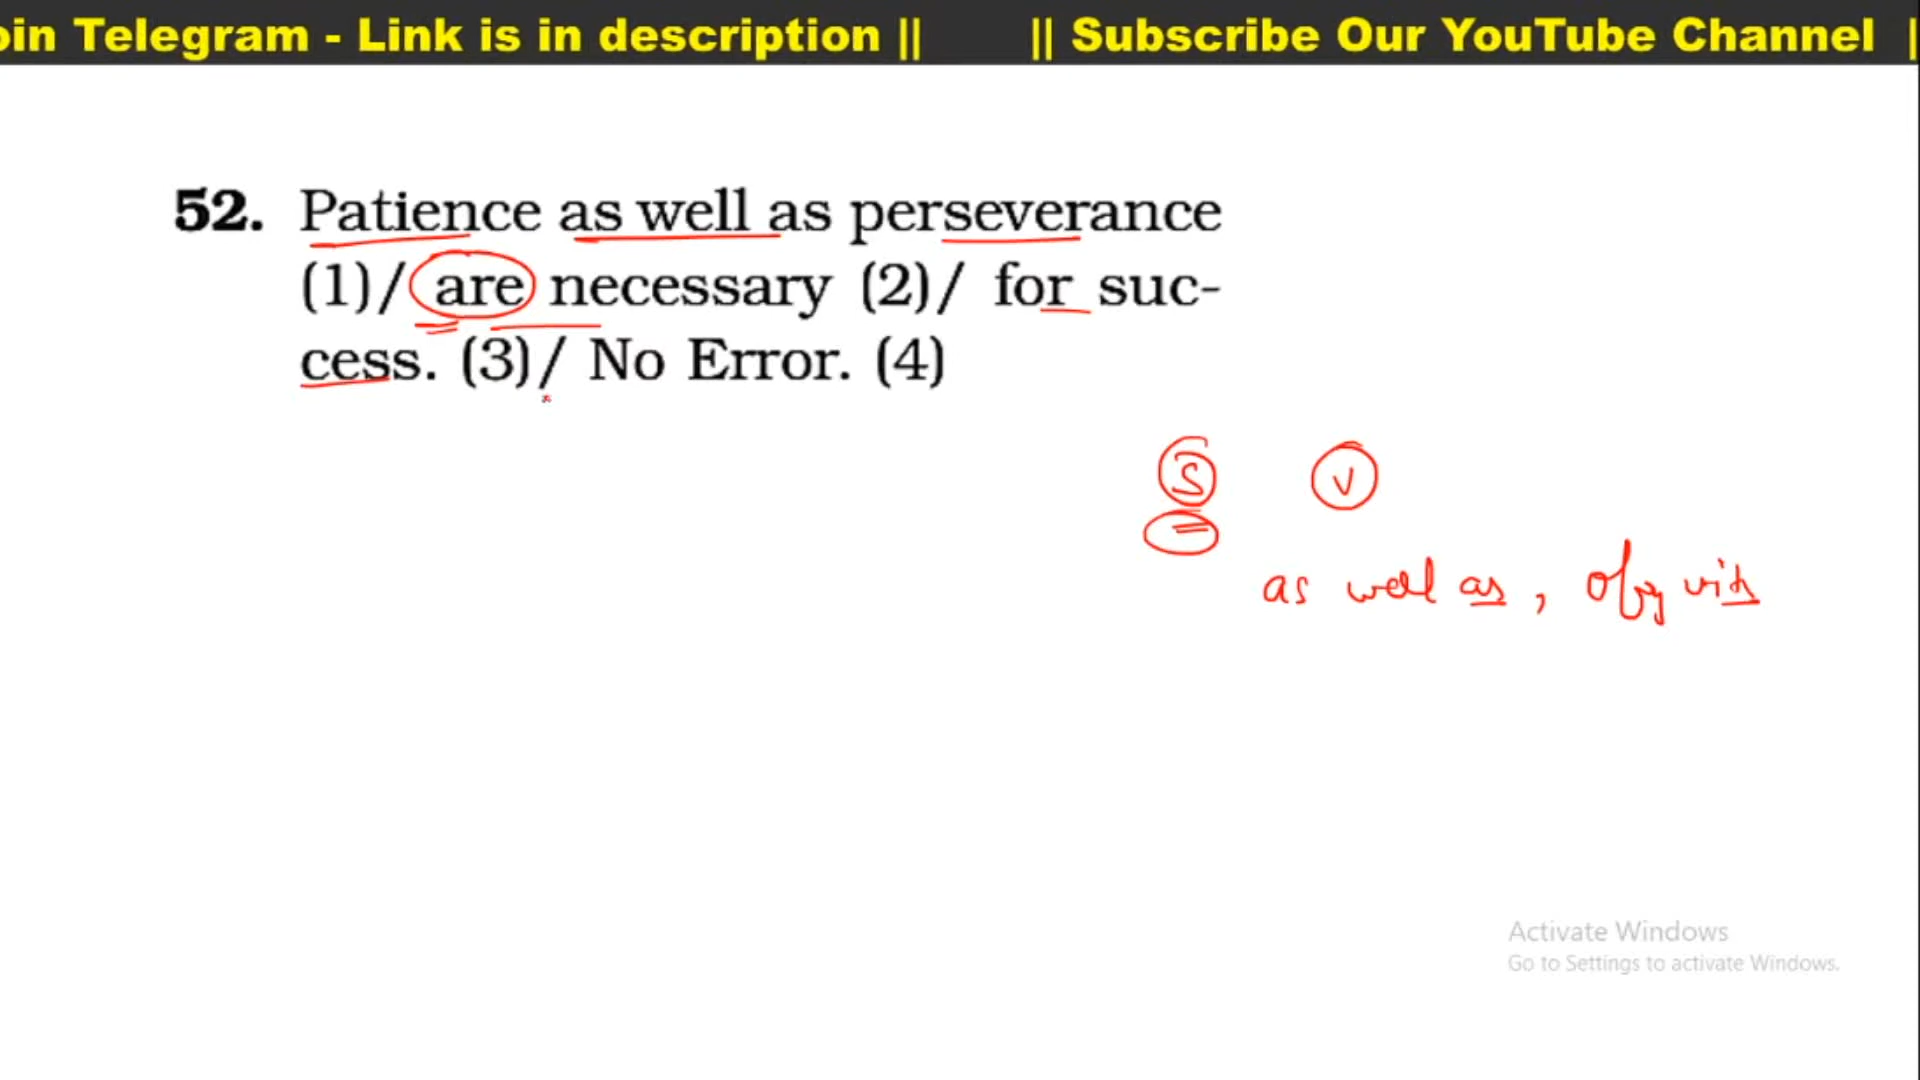 oin Telegram - Link is in description || || Subscribe Our YouTube Channel |
52. Patience as well as perseverance
(1)/ are necessary (2)/ for suc-
cess. (3)/ No Error. (4)
S V
as well as,
Activate Windows
Go to Settings to activate Windows.